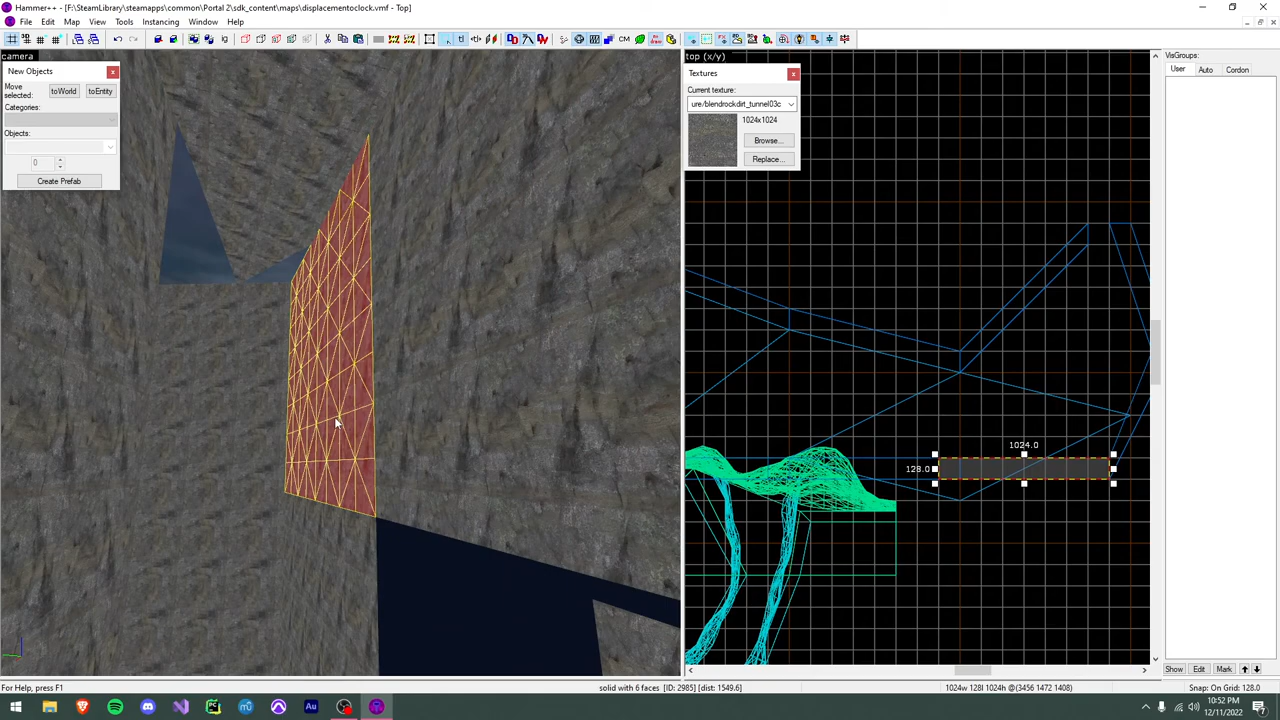 Hammer++ - [F:\SteamLibrary\steamapps\common\Portal 2\sdk_content\maps\displacementoclock.vmf - Top]
File Edit Map View Tools Instancing Window Help
camera
New Objects
Move selected:
toWorld
toEntity
Categories:
Objects:
0
Create Prefab
top (x/y)
Textures
Current texture:
ure/blendrockdirt_tunnel03c
1024x1024
Browse...
Replace...
1024.0
128.0
VisGroups:
User Auto Cordon
Show Edit Mark
For Help, press F1
solid with 6 faces [ID: 2985] [dist: 1549.6]
1024w 128l 1024h @(3456 1472 1408)
Snap: On Grid: 128.0
10:52 PM
12/11/2022